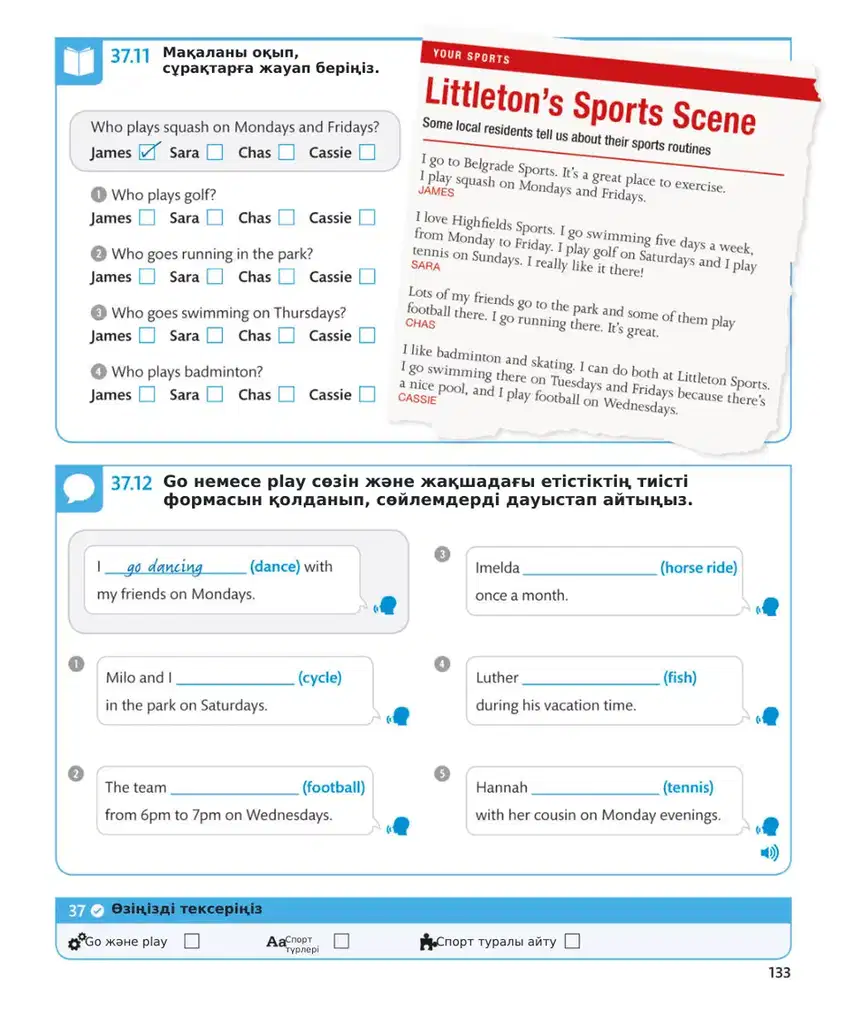 37.11 Мақаланы оқып,
сұрақтарға жауап беріңіз.
Who plays squash on Mondays and Fridays?
James Sara Chas Cassie
1 Who plays golf?
James Sara Chas Cassie
2 Who goes running in the park?
James Sara Chas Cassie
3 Who goes swimming on Thursdays?
James Sara Chas Cassie
4 Who plays badminton?
James Sara Chas Cassie
YOUR SPORTS
Littleton's Sports Scene
Some local residents tell us about their sports routines
I go to Belgrade Sports. It's a great place to exercise.
I play squash on Mondays and Fridays.
JAMES
I love Highfields Sports. I go swimming five days a week,
from Monday to Friday. I play golf on Saturdays and I play
tennis on Sundays. I really like it there!
SARA
Lots of my friends go to the park and some of them play
football there. I go running there. It's great.
CHAS
I like badminton and skating. I can do both at Littleton Sports.
I go swimming there on Tuesdays and Fridays because there's
a nice pool, and I play football on Wednesdays.
CASSIE
37.12 Go немесе play сөзін және жақшадағы етістіктің тиісті
формасын қолданып, сөйлемдерді дауыстап айтыңыз.
I go dancing (dance) with
my friends on Mondays.
1 Milo and I ______________ (cycle)
in the park on Saturdays.
2 The team ______________ (football)
from 6pm to 7pm on Wednesdays.
3 Imelda ______________ (horse ride)
once a month.
4 Luther ______________ (fish)
during his vacation time.
5 Hannah ______________ (tennis)
with her cousin on Monday evenings.
37 Өзіңізді тексеріңіз
Go және play
Aa Спорт
түрлері
Спорт туралы айту
133